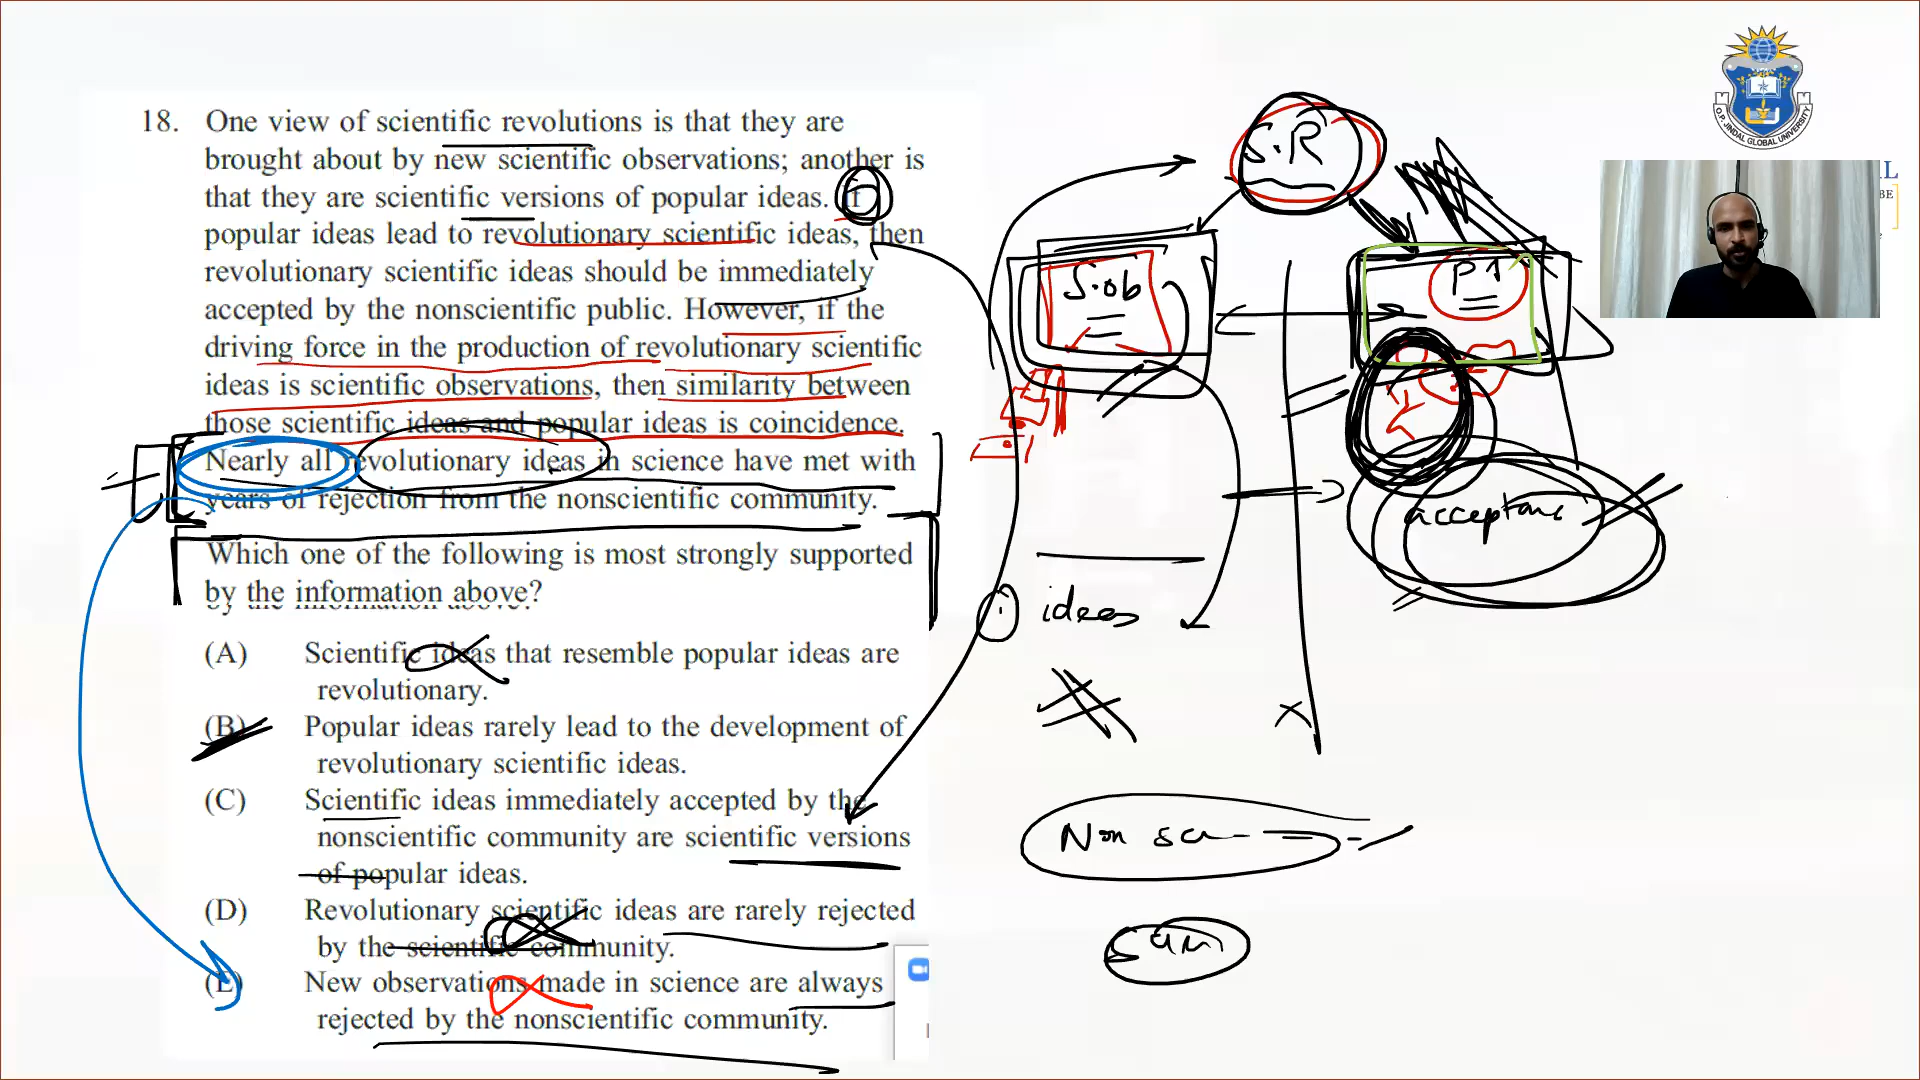 18. One view of scientific revolutions is that they are
brought about by new scientific observations; another is
that they are scientific versions of popular ideas. If
popular ideas lead to revolutionary scientific ideas, then
revolutionary scientific ideas should be immediately
accepted by the nonscientific public. However, if the
driving force in the production of revolutionary scientific
ideas is scientific observations, then similarity between
those scientific ideas and popular ideas is coincidence.
Nearly all revolutionary ideas in science have met with
years of rejection from the nonscientific community.
Which one of the following is most strongly supported
by the information above?
(A) Scientific ideas that resemble popular ideas are
revolutionary.
(B) Popular ideas rarely lead to the development of
revolutionary scientific ideas.
(C) Scientific ideas immediately accepted by the
nonscientific community are scientific versions
of popular ideas.
(D) Revolutionary scientific ideas are rarely rejected
by the scientific community.
(E) New observations made in science are always
rejected by the nonscientific community.
S.R
S.ob
P.I
ideas
Non sc
O.P. JINDAL GLOBAL UNIVERSITY